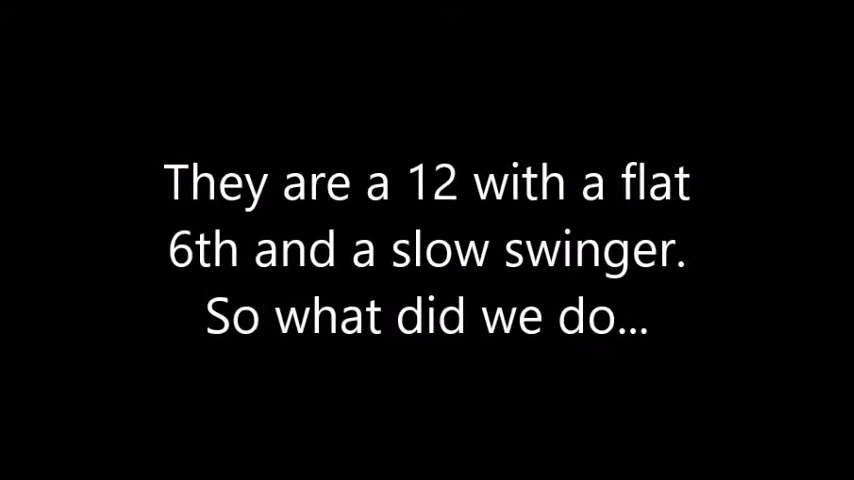 They are a 12 with a flat
6th and a slow swinger.
So what did we do...